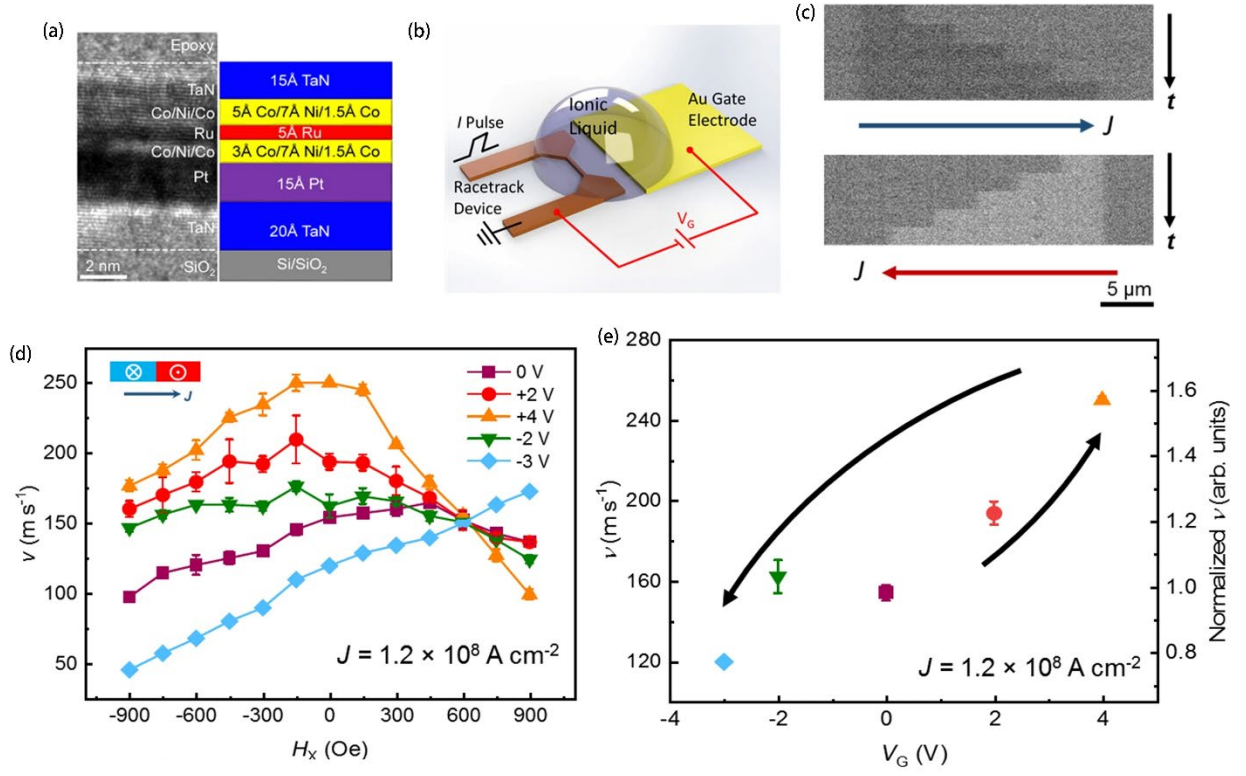 (a)
Epoxy
TaN
Co/Ni/Co
Ru
Co/Ni/Co
Pt
TaN
2 nm
SiO2
15Å TaN
5Å Co/7Å Ni/1.5Å Co
5Å Ru
3Å Co/7Å Ni/1.5Å Co
15Å Pt
20Å TaN
Si/SiO2
(b)
I Pulse
Ionic
Liquid
Au Gate
Electrode
Racetrack
Device
VG
(c)
t
J
t
J
5 µm
(d)
J
0 V
+2 V
+4 V
-2 V
-3 V
250
200
150
100
50
v (m s-1)
J = 1.2 × 10⁸ A cm-2
-900 -600 -300 0 300 600 900
Hx (Oe)
(e)
280
260
240
200
160
120
v (m s-1)
1.6
1.4
1.2
1.0
0.8
Normalized v (arb. units)
J = 1.2 × 10⁸ A cm-2
-4 -2 0 2 4
VG (V)